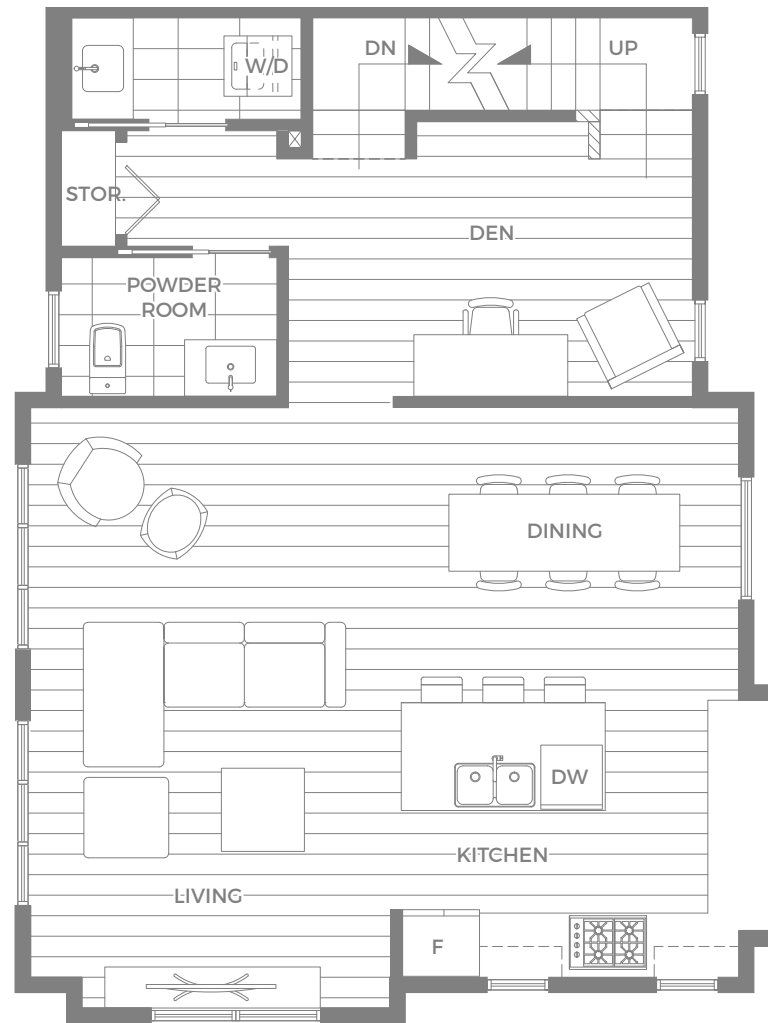 DN
UP
W/D
STOR.
DEN
POWDER
ROOM
DINING
DW
KITCHEN
LIVING
F